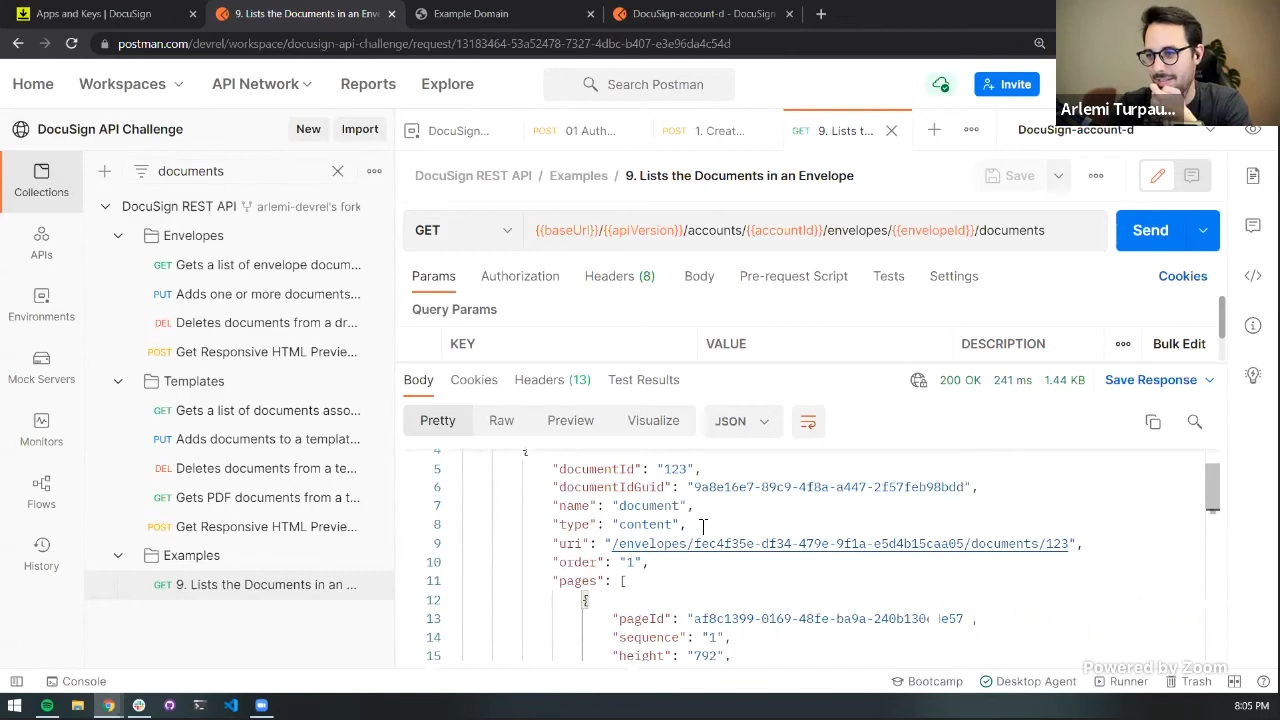 Apps and Keys | DocuSign
9. Lists the Documents in an Enve
Example Domain
DocuSign-account-d - DocuSign
postman.com/devrel/workspace/docusign-api-challenge/request/13183464-53a52478-7327-4dbc-b407-e3e96da4c54d
Home
Workspaces
API Network
Reports
Explore
Search Postman
Invite
Arlemi Turpau...
DocuSign API Challenge
New
Import
DocuSign...
POST 01 Auth...
POST 1. Creat...
GET 9. Lists t...
DocuSign-account-d
documents
DocuSign REST API / Examples / 9. Lists the Documents in an Envelope
Save
Collections
APIs
Environments
Mock Servers
Monitors
Flows
History
DocuSign REST API arlemi-devrel's fork
Envelopes
GET Gets a list of envelope docum...
PUT Adds one or more documents...
DEL Deletes documents from a dr...
POST Get Responsive HTML Previe...
Templates
GET Gets a list of documents asso...
PUT Adds documents to a templat...
DEL Deletes documents from a te...
GET Gets PDF documents from a t...
POST Get Responsive HTML Previe...
Examples
GET 9. Lists the Documents in an ...
GET
{{baseUrl}}/{{apiVersion}}/accounts/{{accountId}}/envelopes/{{envelopeId}}/documents
Send
Params
Authorization
Headers (8)
Body
Pre-request Script
Tests
Settings
Cookies
Query Params
KEY
VALUE
DESCRIPTION
Bulk Edit
Body
Cookies
Headers (13)
Test Results
200 OK
241 ms
1.44 KB
Save Response
Pretty
Raw
Preview
Visualize
JSON
4 {
5 "documentId": "123",
6 "documentIdGuid": "9a8e16e7-89c9-4f8a-a447-2f57feb98bdd",
7 "name": "document",
8 "type": "content",
9 "uri": "/envelopes/fec4f35e-df34-479e-9f1a-e5d4b15caa05/documents/123",
10 "order": "1",
11 "pages": [
12 {
13 "pageId":
14 "sequence": "1",
15 "height": "792",
Powered by Zoom
Console
Bootcamp
Desktop Agent
Runner
Trash
8:05 PM